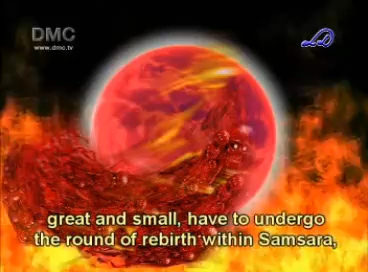 DMC
www.dmc.tv
great and small, have to undergo
the round of rebirth within Samsara,